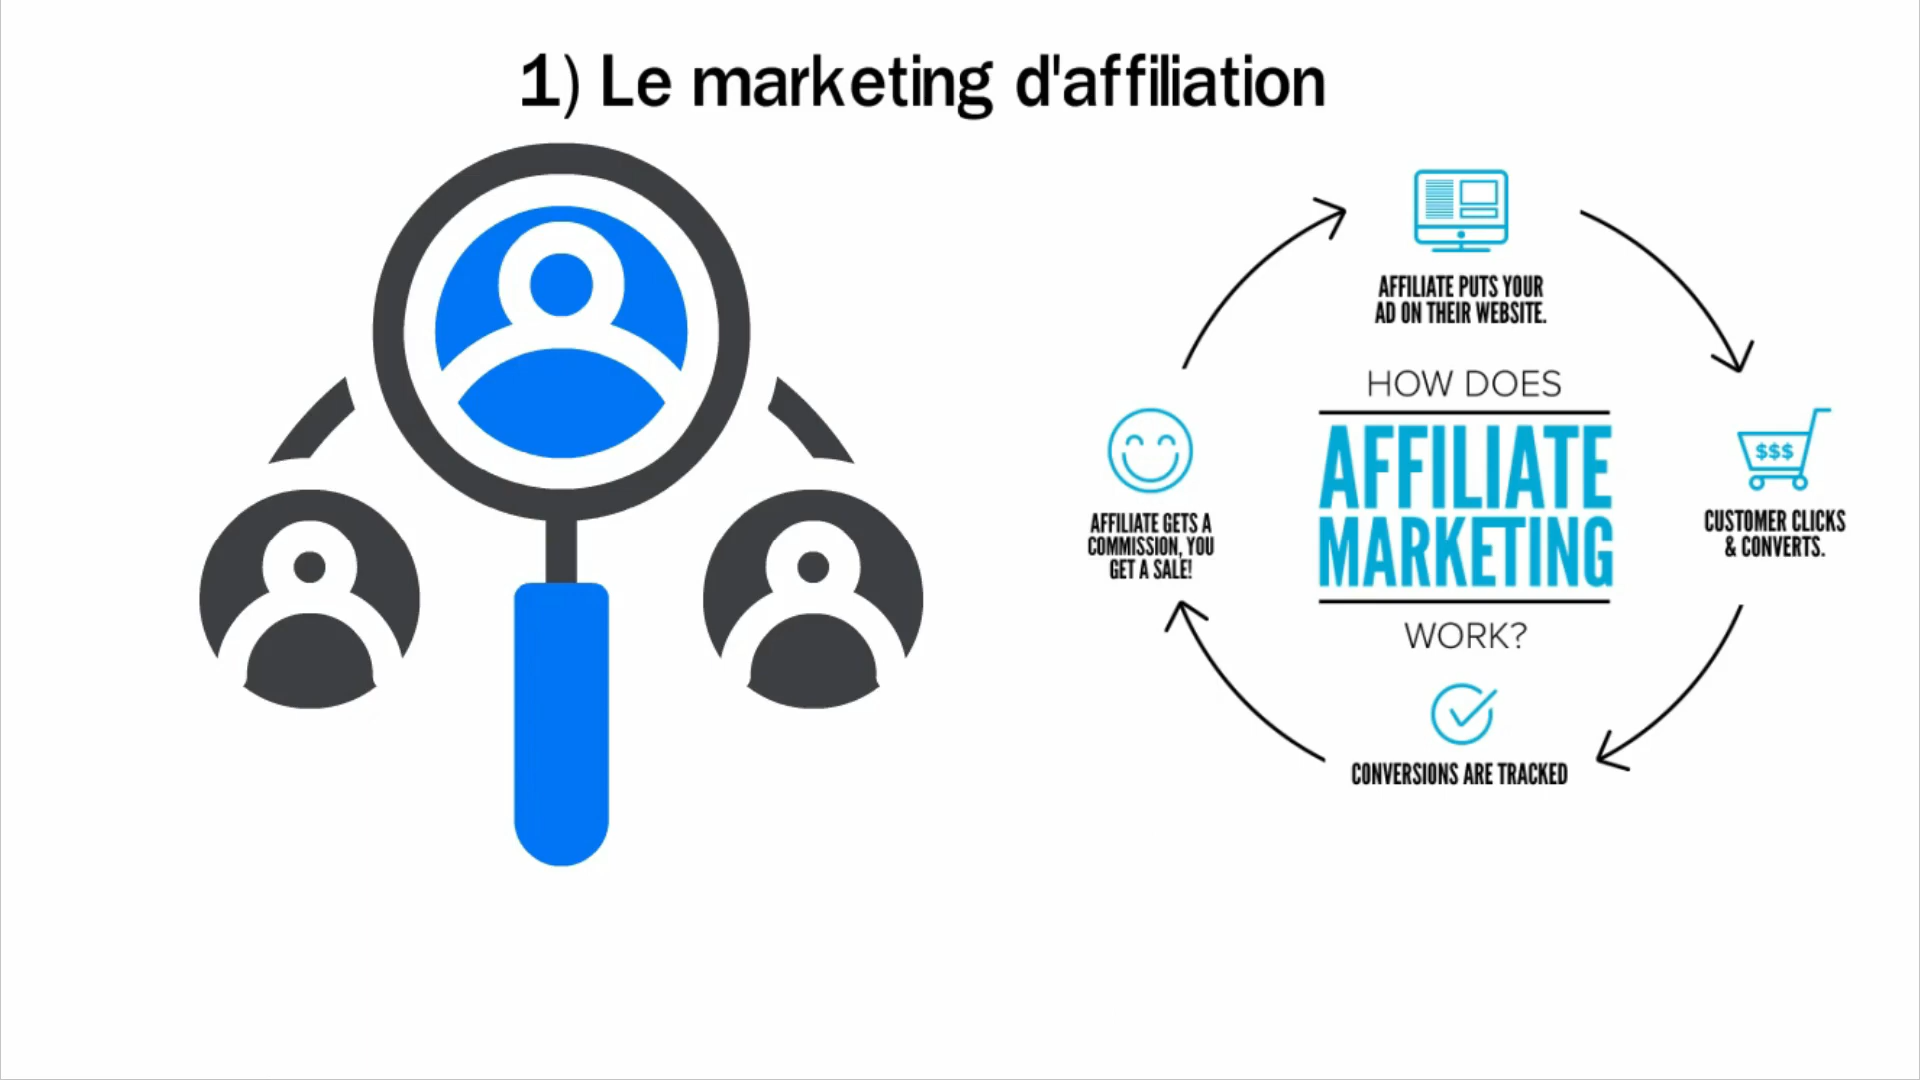 1) Le marketing d'affiliation
AFFILIATE PUTS YOUR
AD ON THEIR WEBSITE.
HOW DOES
AFFILIATE
MARKETING
WORK?
$$$
CUSTOMER CLICKS
& CONVERTS.
CONVERSIONS ARE TRACKED
AFFILIATE GETS A
COMMISSION, YOU
GET A SALE!